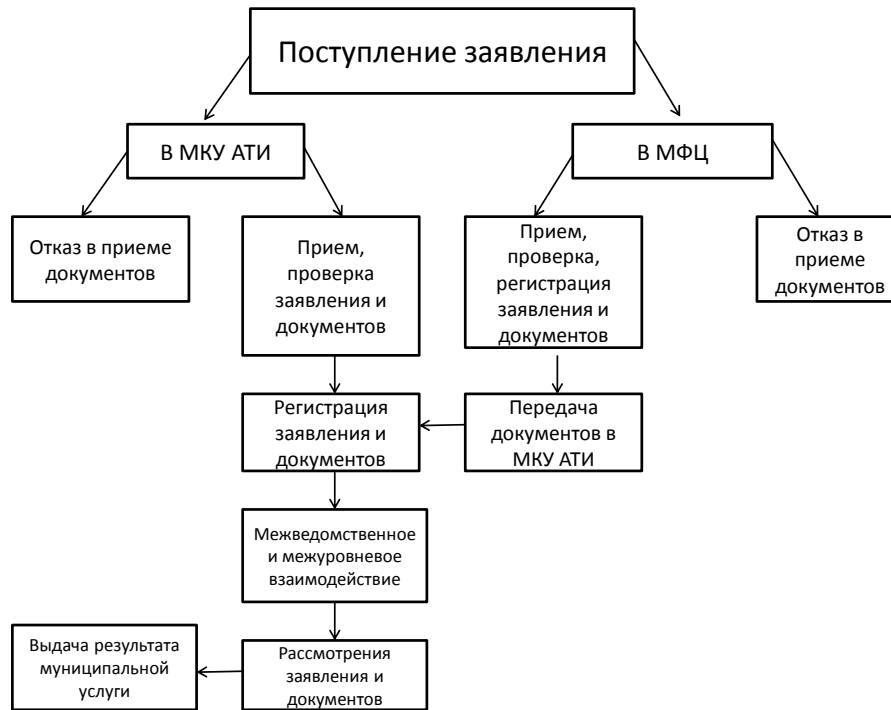 Поступление заявления
В МКУ АТИ
В МФЦ
Отказ в приеме
документов
Прием,
проверка
заявления и
документов
Прием,
проверка,
регистрация
заявления и
документов
Отказ в
приеме
документов
Регистрация
заявления и
документов
Передача
документов в
МКУ АТИ
Межведомственное
и межуровневое
взаимодействие
Выдача результата
муниципальной
услуги
Рассмотрения
заявления и
документов